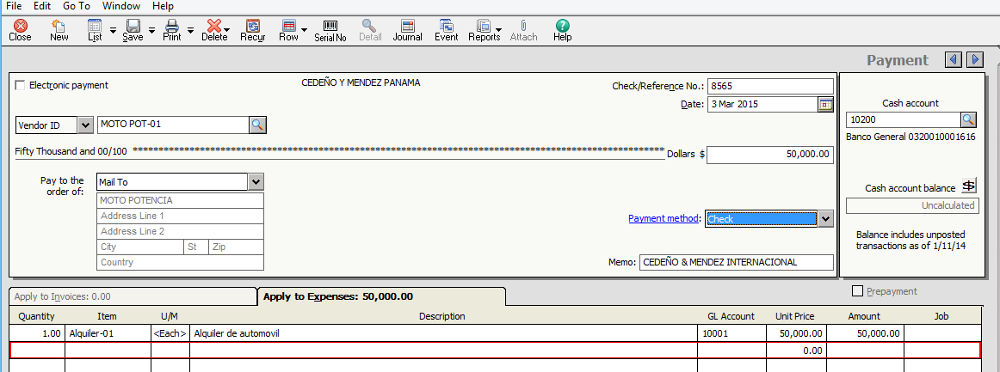 File Edit Go To Window Help
Close New List Save Print Delete Recur Row Serial No Detail Journal Event Reports Attach Help
Payment
Electronic payment
CEDEÑO Y MENDEZ PANAMA
Check/Reference No.: 8565
Date: 3 Mar 2015
Cash account
10200
Banco General 0320010001616
Vendor ID MOTO POT-01
Fifty Thousand and 00/100 ******************************************************************************************************** Dollars $ 50,000.00
Pay to the order of: Mail To
MOTO POTENCIA
Address Line 1
Address Line 2
City St Zip
Country
Payment method: Check
Memo: CEDEÑO & MENDEZ INTERNACIONAL
Cash account balance
Uncalculated
Balance includes unposted
transactions as of 1/11/14
Apply to Invoices: 0.00 Apply to Expenses: 50,000.00 Prepayment
Quantity Item U/M Description GL Account Unit Price Amount Job
1.00 Alquiler-01 <Each> Alquiler de automovil 10001 50,000.00 50,000.00
0.00